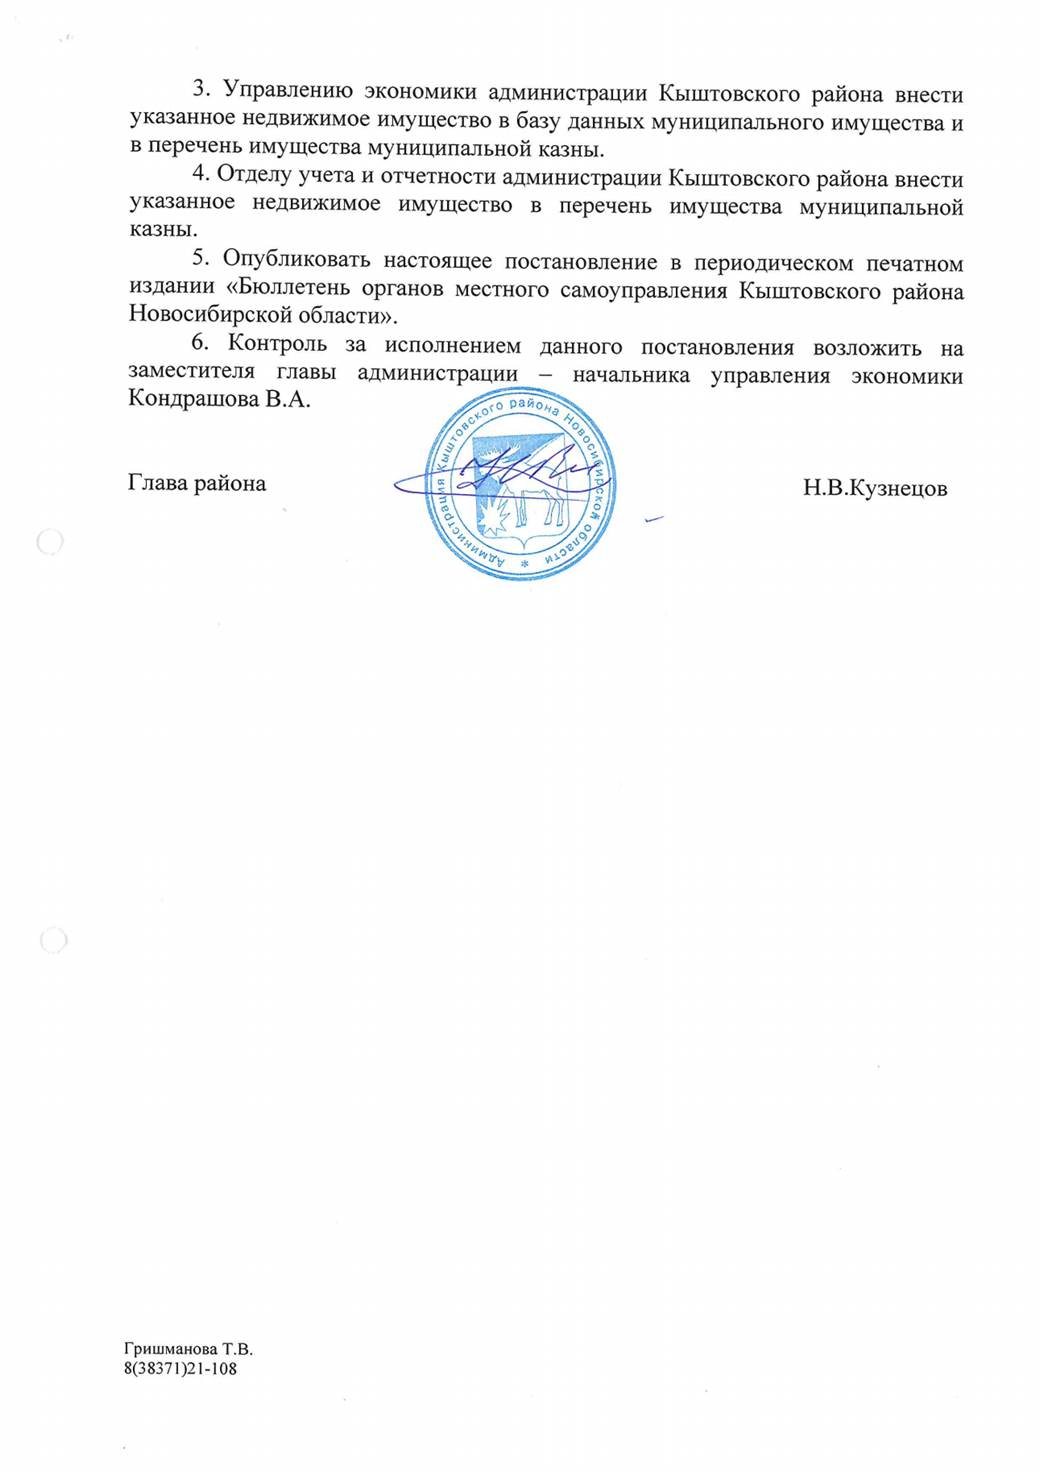 3. Управлению экономики администрации Кыштовского района внести
указанное недвижимое имущество в базу данных муниципального имущества и
в перечень имущества муниципальной казны.
4. Отделу учета и отчетности администрации Кыштовского района внести
указанное недвижимое имущество в перечень имущества муниципальной
казны.
5. Опубликовать настоящее постановление в периодическом печатном
издании «Бюллетень органов местного самоуправления Кыштовского района
Новосибирской области».
6. Контроль за исполнением данного постановления возложить на
заместителя главы администрации – начальника управления экономики
Кондрашова В.А.
Администрация Кыштовского района Новосибирской области *
Глава района
Н.В.Кузнецов
Гришманова Т.В.
8(38371)21-108